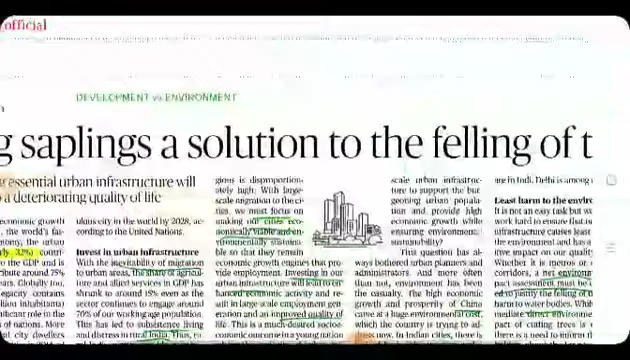 official
DEVELOPMENT vs ENVIRONMENT
g saplings a solution to the felling of t
essential urban infrastructure will
a deteriorating quality of life
economic growth
, the world's fas-
nomy, the urban
ly 32%) contri-
to the GDP and is
tribute around 75%
ars. Globally too,
legacy contains
inhabitants
nificant role in the
d of nations. More
t city dwellers
ulous city in the world by 2028, ac-
cording to the United Nations.
Invest in urban infrastructure
With the inevitability of migration
to urban areas, the share of agricul-
ture and allied services in GDP has
shrunk to around 15% even as the
sector continues to engage around
70% of our working population.
This has led to subsistence living
and distress in rural India. Thus,
gions is disproportion-
ately high. With large-
scale migration to the ci-
ties, we must focus on
making our cities eco-
nomically viable and en-
vironmentally sustaina-
ble so that they remain
economic growth engines that pro-
vide employment. Investing in our
urban infrastructure will lead to en-
hanced economic activity and re-
sult in large scale employment gen-
eration and an improved quality of
life. This is a much-desired socio-
economic outcome in a young nation
scale urban infrastruc-
ture to support the bur-
geoning urban popula-
tion and provide high
economic growth while
ensuring environment
sustainability?
This question has al-
ways bothered urban planners and
administrators. And more often
than not, environment has been
the casualty. The high economic
growth and prosperity of China
came at a huge environmental cost,
which the country is trying to ad-
dress now. In Indian cities, there is
are in India. Delhi is among
Least harm to the enviro
It is not an easy task but w
work hard to ensure that
infrastructure causes least
the environment and has a
tive impact on our quality
Whether it is metros or
corridors, a net environm
pact assessment must be
ed to justify the felling of
harm to water bodies. Whi
mediate direct environme
pact of cutting trees is
there is a need to inform